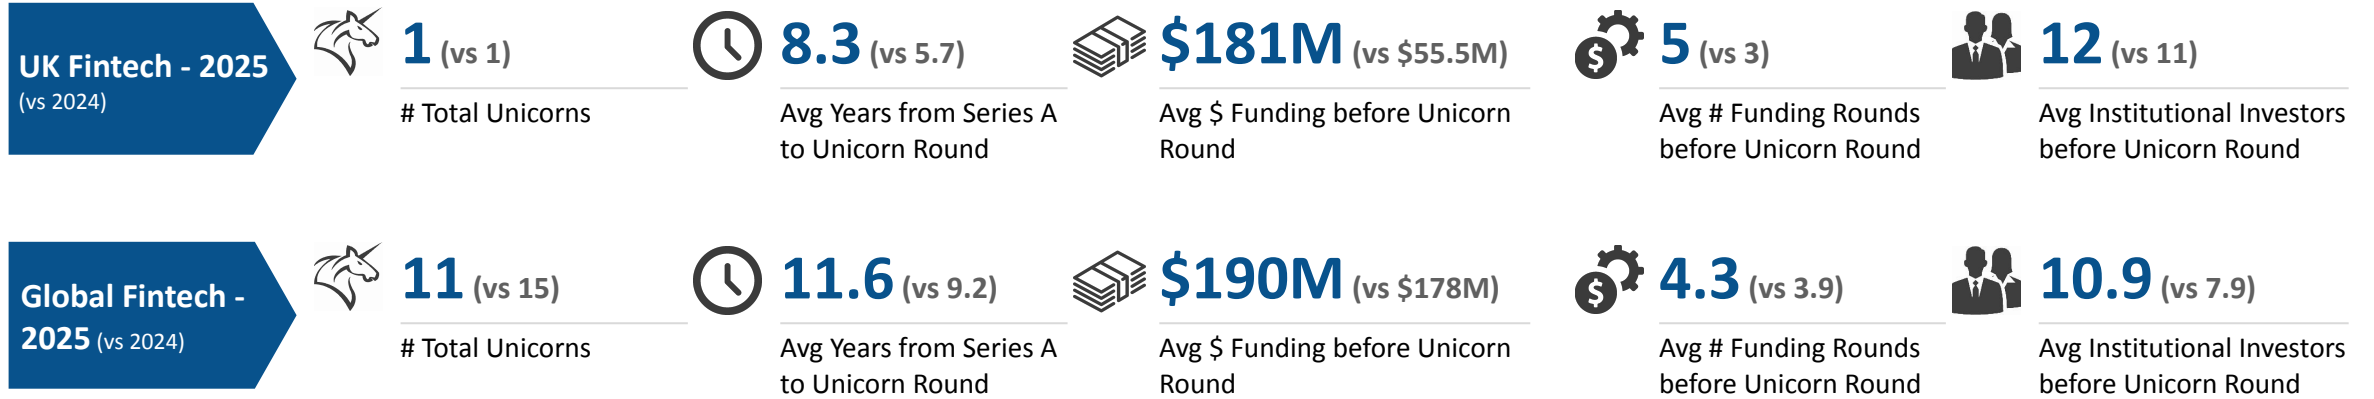 UK Fintech - 2025
(vs 2024)
1 (vs 1)
# Total Unicorns
8.3 (vs 5.7)
Avg Years from Series A
to Unicorn Round
$181M (vs $55.5M)
Avg $ Funding before Unicorn
Round
$
5 (vs 3)
Avg # Funding Rounds
before Unicorn Round
12 (vs 11)
Avg Institutional Investors
before Unicorn Round
Global Fintech -
2025 (vs 2024)
11 (vs 15)
# Total Unicorns
11.6 (vs 9.2)
Avg Years from Series A
to Unicorn Round
$190M (vs $178M)
Avg $ Funding before Unicorn
Round
$
4.3 (vs 3.9)
Avg # Funding Rounds
before Unicorn Round
10.9 (vs 7.9)
Avg Institutional Investors
before Unicorn Round